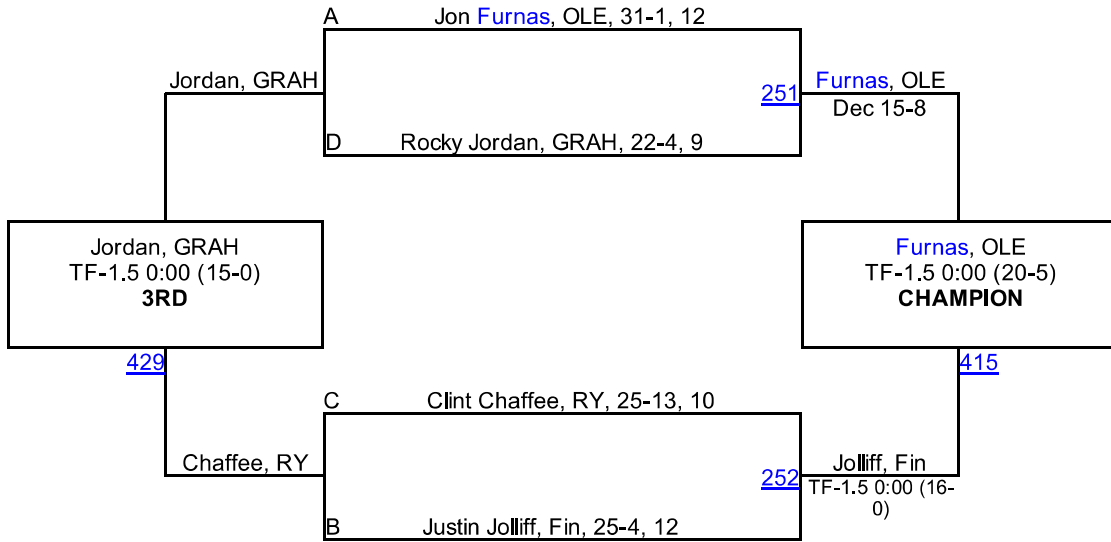 A Jon Furnas, OLE, 31-1, 12
Jordan, GRAH
251
Furnas, OLE
Dec 15-8
D Rocky Jordan, GRAH, 22-4, 9
Jordan, GRAH
TF-1.5 0:00 (15-0)
3RD
429
Furnas, OLE
TF-1.5 0:00 (20-5)
CHAMPION
415
C Clint Chaffee, RY, 25-13, 10
Chaffee, RY
252
Jolliff, Fin
TF-1.5 0:00 (16-
0)
B Justin Jolliff, Fin, 25-4, 12